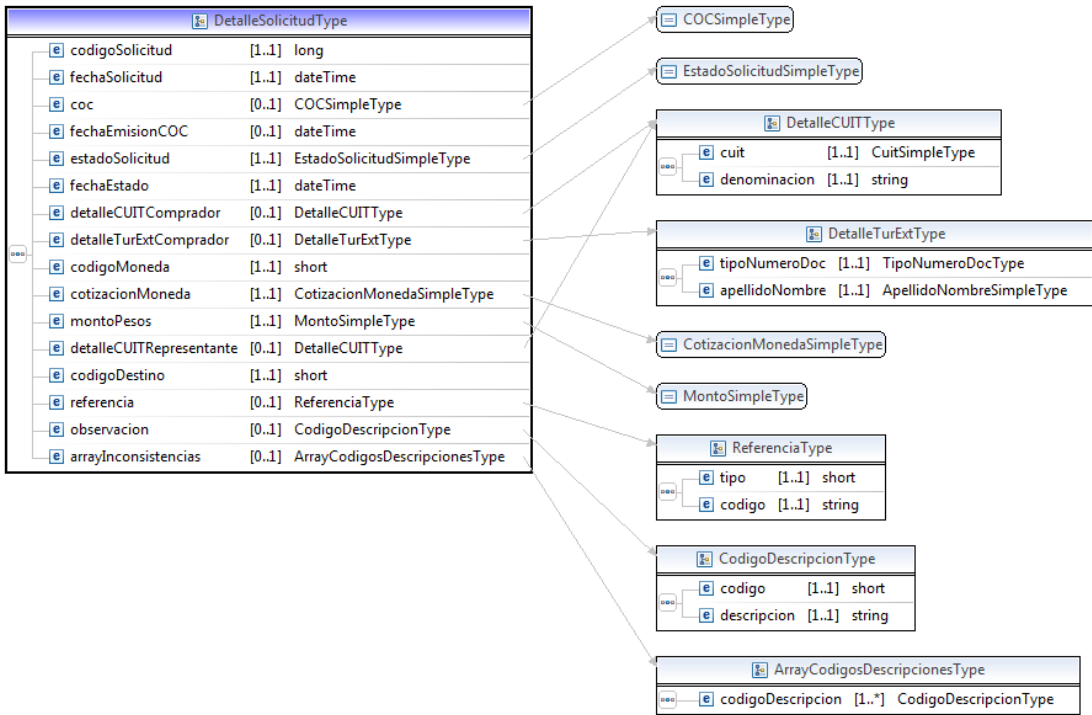 DetalleSolicitudType
e codigoSolicitud [1..1] long
e fechaSolicitud [1..1] dateTime
e coc [0..1] COCSimpleType
e fechaEmisionCOC [0..1] dateTime
e estadoSolicitud [1..1] EstadoSolicitudSimpleType
e fechaEstado [1..1] dateTime
e detalleCUITComprador [0..1] DetalleCUITType
e detalleTurExtComprador [0..1] DetalleTurExtType
e codigoMoneda [1..1] short
e cotizacionMoneda [1..1] CotizacionMonedaSimpleType
e montoPesos [1..1] MontoSimpleType
e detalleCUITRepresentante [0..1] DetalleCUITType
e codigoDestino [1..1] short
e referencia [0..1] ReferenciaType
e observacion [0..1] CodigoDescripcionType
e arrayInconsistencias [0..1] ArrayCodigosDescripcionesType
COCSimpleType
EstadoSolicitudSimpleType
DetalleCUITType
e cuit [1..1] CuitSimpleType
e denominacion [1..1] string
DetalleTurExtType
e tipoNumeroDoc [1..1] TipoNumeroDocType
e apellidoNombre [1..1] ApellidoNombreSimpleType
CotizacionMonedaSimpleType
MontoSimpleType
ReferenciaType
e tipo [1..1] short
e codigo [1..1] string
CodigoDescripcionType
e codigo [1..1] short
e descripcion [1..1] string
ArrayCodigosDescripcionesType
e codigoDescripcion [1..*] CodigoDescripcionType